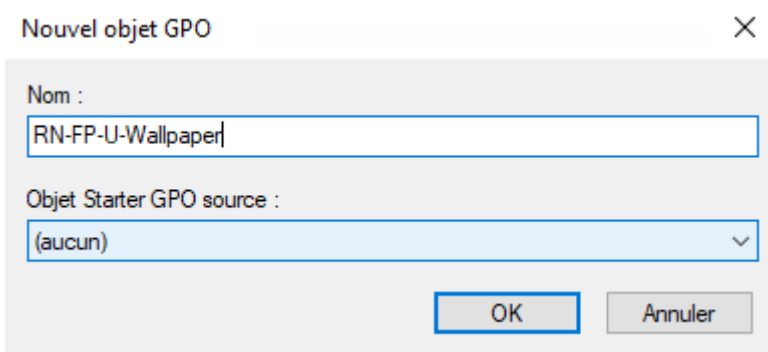 Nouvel objet GPO
Nom :
RN-FP-U-Wallpaper
Objet Starter GPO source :
(aucun)
OK Annuler